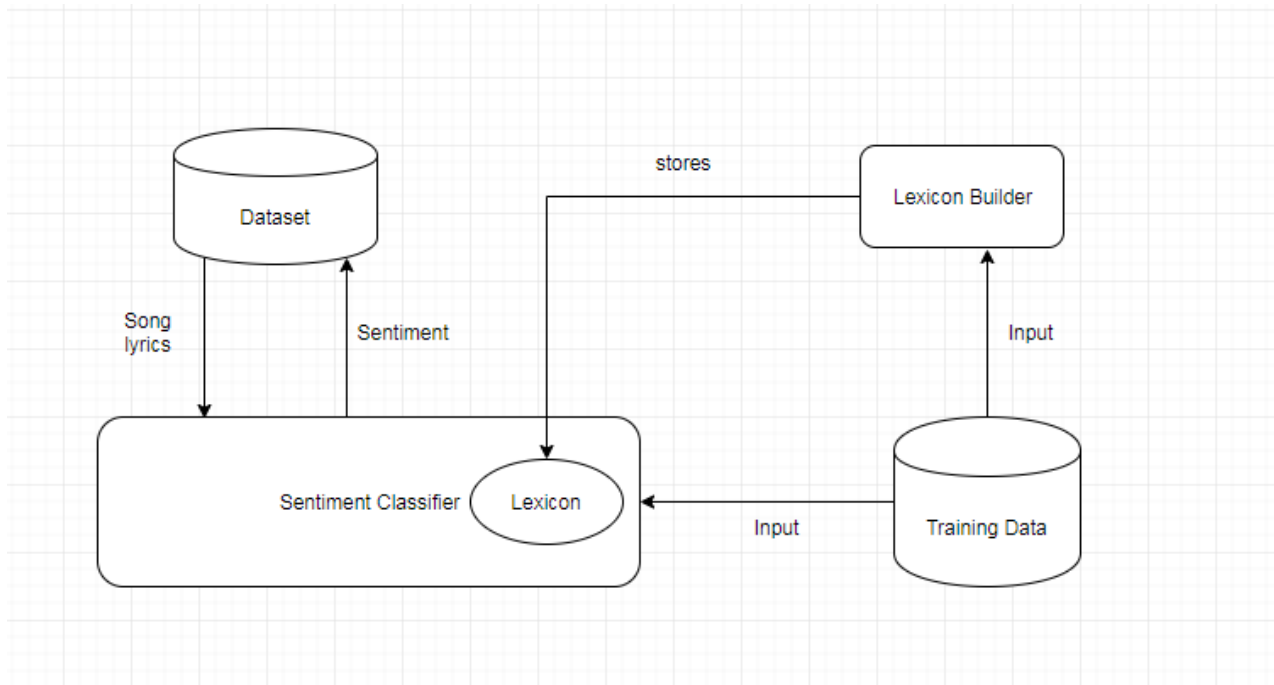 stores
Lexicon Builder
Dataset
Song
lyrics
Sentiment
Input
Sentiment Classifier
Lexicon
Input
Training Data